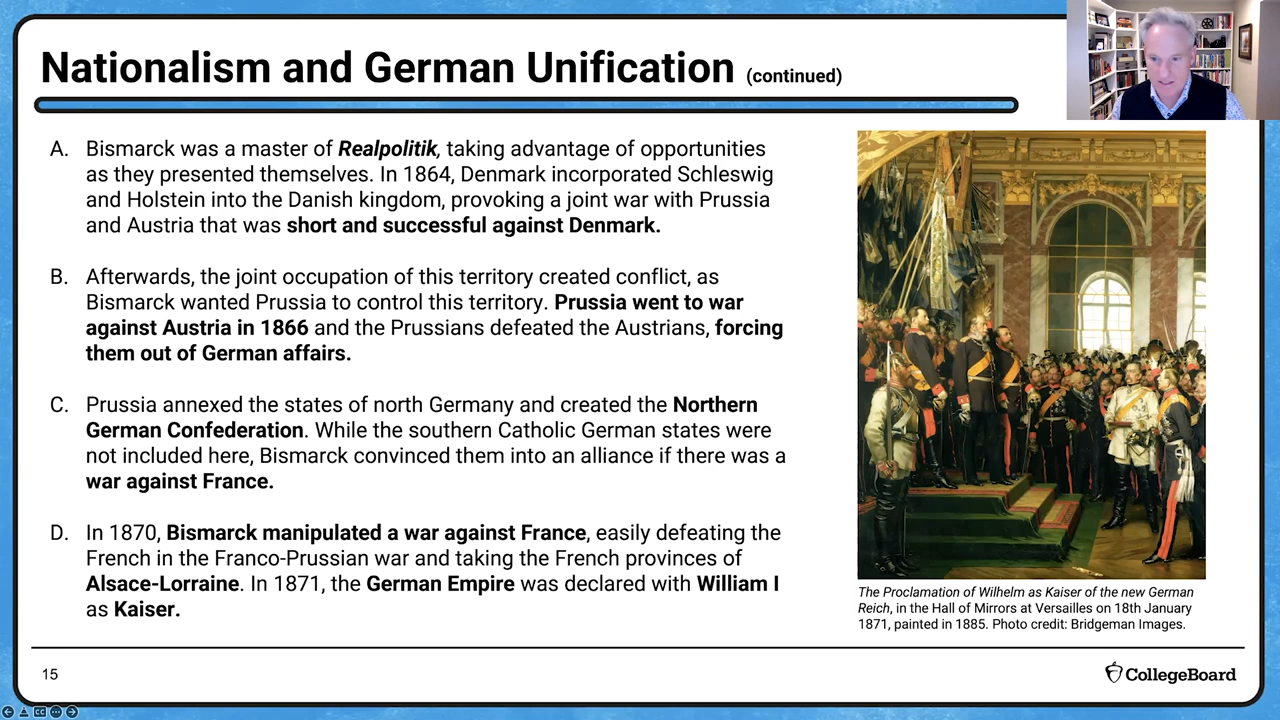 Nationalism and German Unification (continued)
A. Bismarck was a master of Realpolitik, taking advantage of opportunities
as they presented themselves. In 1864, Denmark incorporated Schleswig
and Holstein into the Danish kingdom, provoking a joint war with Prussia
and Austria that was short and successful against Denmark.
B. Afterwards, the joint occupation of this territory created conflict, as
Bismarck wanted Prussia to control this territory. Prussia went to war
against Austria in 1866 and the Prussians defeated the Austrians, forcing
them out of German affairs.
C. Prussia annexed the states of north Germany and created the Northern
German Confederation. While the southern Catholic German states were
not included here, Bismarck convinced them into an alliance if there was a
war against France.
D. In 1870, Bismarck manipulated a war against France, easily defeating the
French in the Franco-Prussian war and taking the French provinces of
Alsace-Lorraine. In 1871, the German Empire was declared with William I
as Kaiser.
The Proclamation of Wilhelm as Kaiser of the new German
Reich, in the Hall of Mirrors at Versailles on 18th January
1871, painted in 1885. Photo credit: Bridgeman Images.
15
CollegeBoard
CC